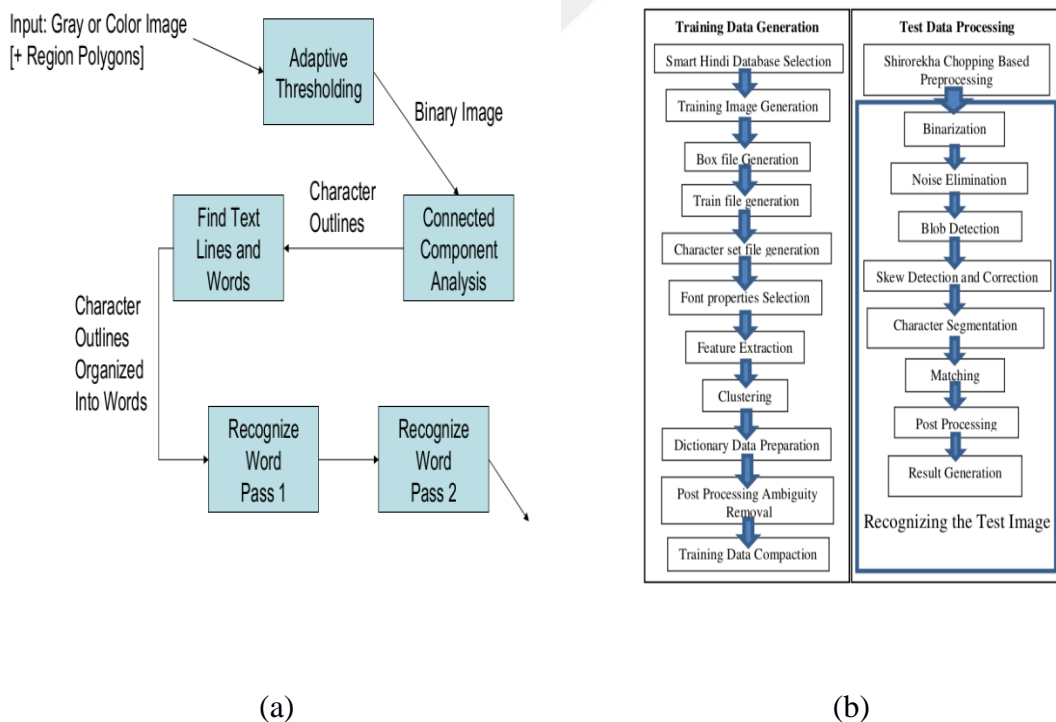 Input: Gray or Color Image
[+ Region Polygons]
Adaptive
Thresholding
Binary Image
Character
Outlines
Find Text
Lines and
Words
Connected
Component
Analysis
Character
Outlines
Organized
Into Words
Recognize
Word
Pass 1
Recognize
Word
Pass 2
(a)
Training Data Generation
Smart Hindi Database Selection
Training Image Generation
Box file Generation
Train file generation
Character set file generation
Font properties Selection
Feature Extraction
Clustering
Dictionary Data Preparation
Post Processing Ambiguity
Removal
Training Data Compaction
Test Data Processing
Shirorekha Chopping Based
Preprocessing
Binarization
Noise Elimination
Blob Detection
Skew Detection and Correction
Character Segmentation
Matching
Post Processing
Result Generation
Recognizing the Test Image
(b)